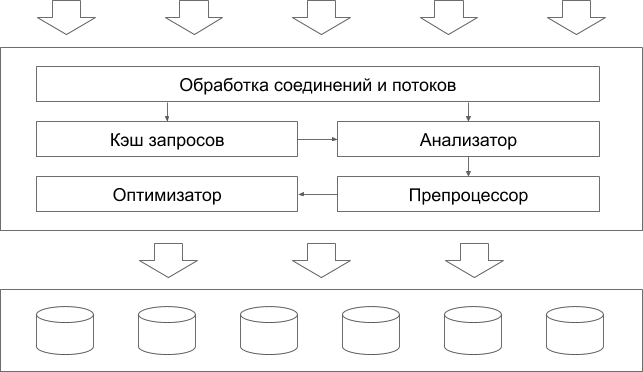 Обработка соединений и потоков
Кэш запросов
Анализатор
Оптимизатор
Препроцессор